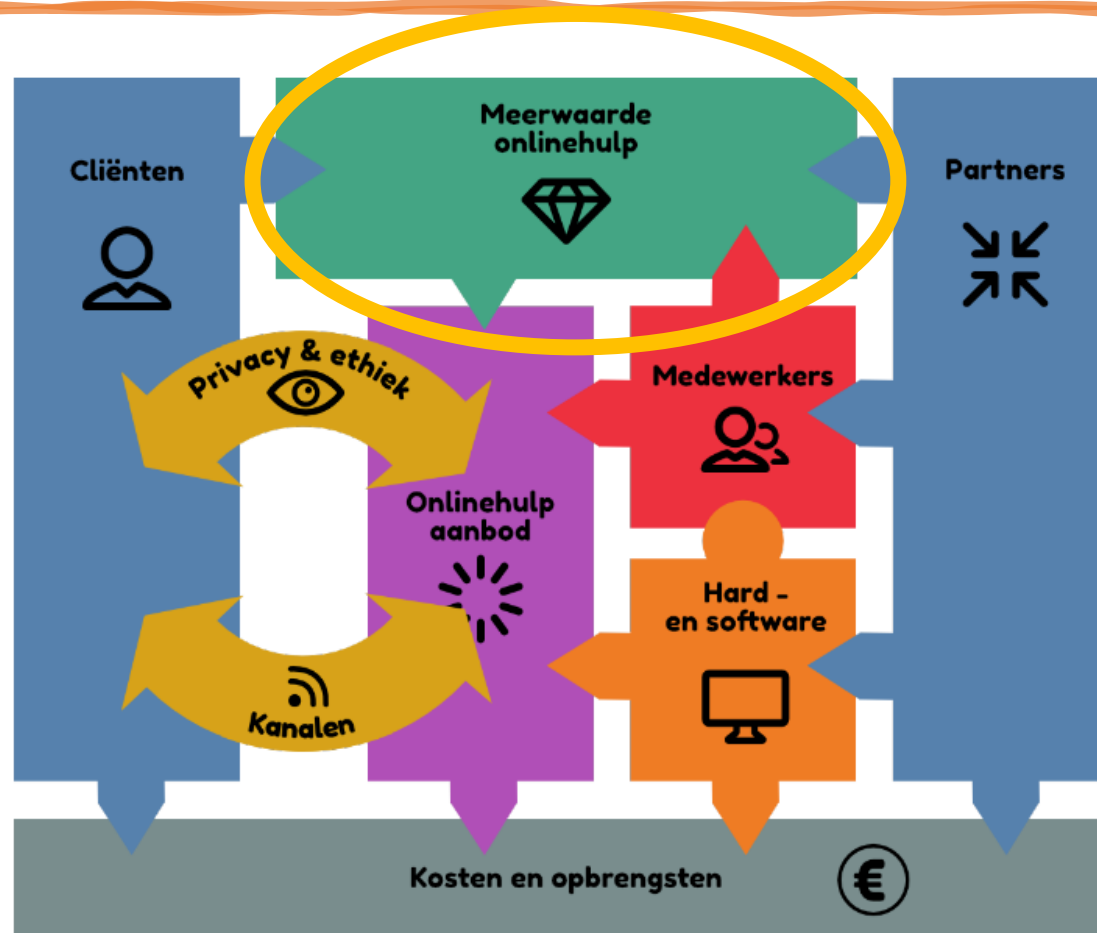 Meerwaarde
onlinehulp
Cliënten
Partners
Privacy & ethiek
Medewerkers
Onlinehulp
aanbod
Hard -
en software
Kanalen
Kosten en opbrengsten
€